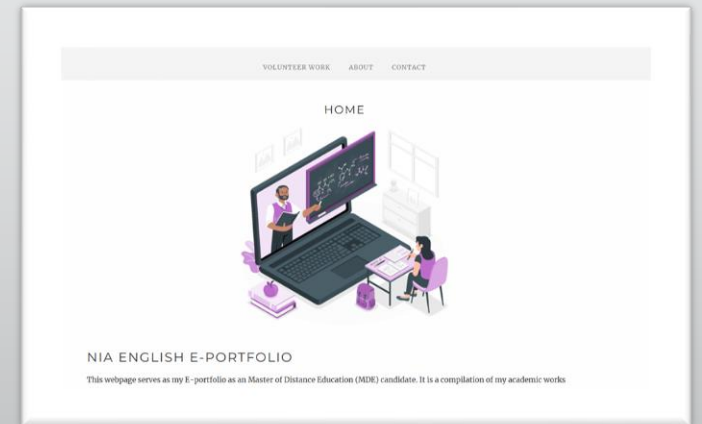 VOLUNTEER WORK ABOUT CONTACT
HOME
NIA ENGLISH E-PORTFOLIO
This webpage serves as my E-portfolio as an Master of Distance Education (MDE) candidate. It is a compilation of my academic works